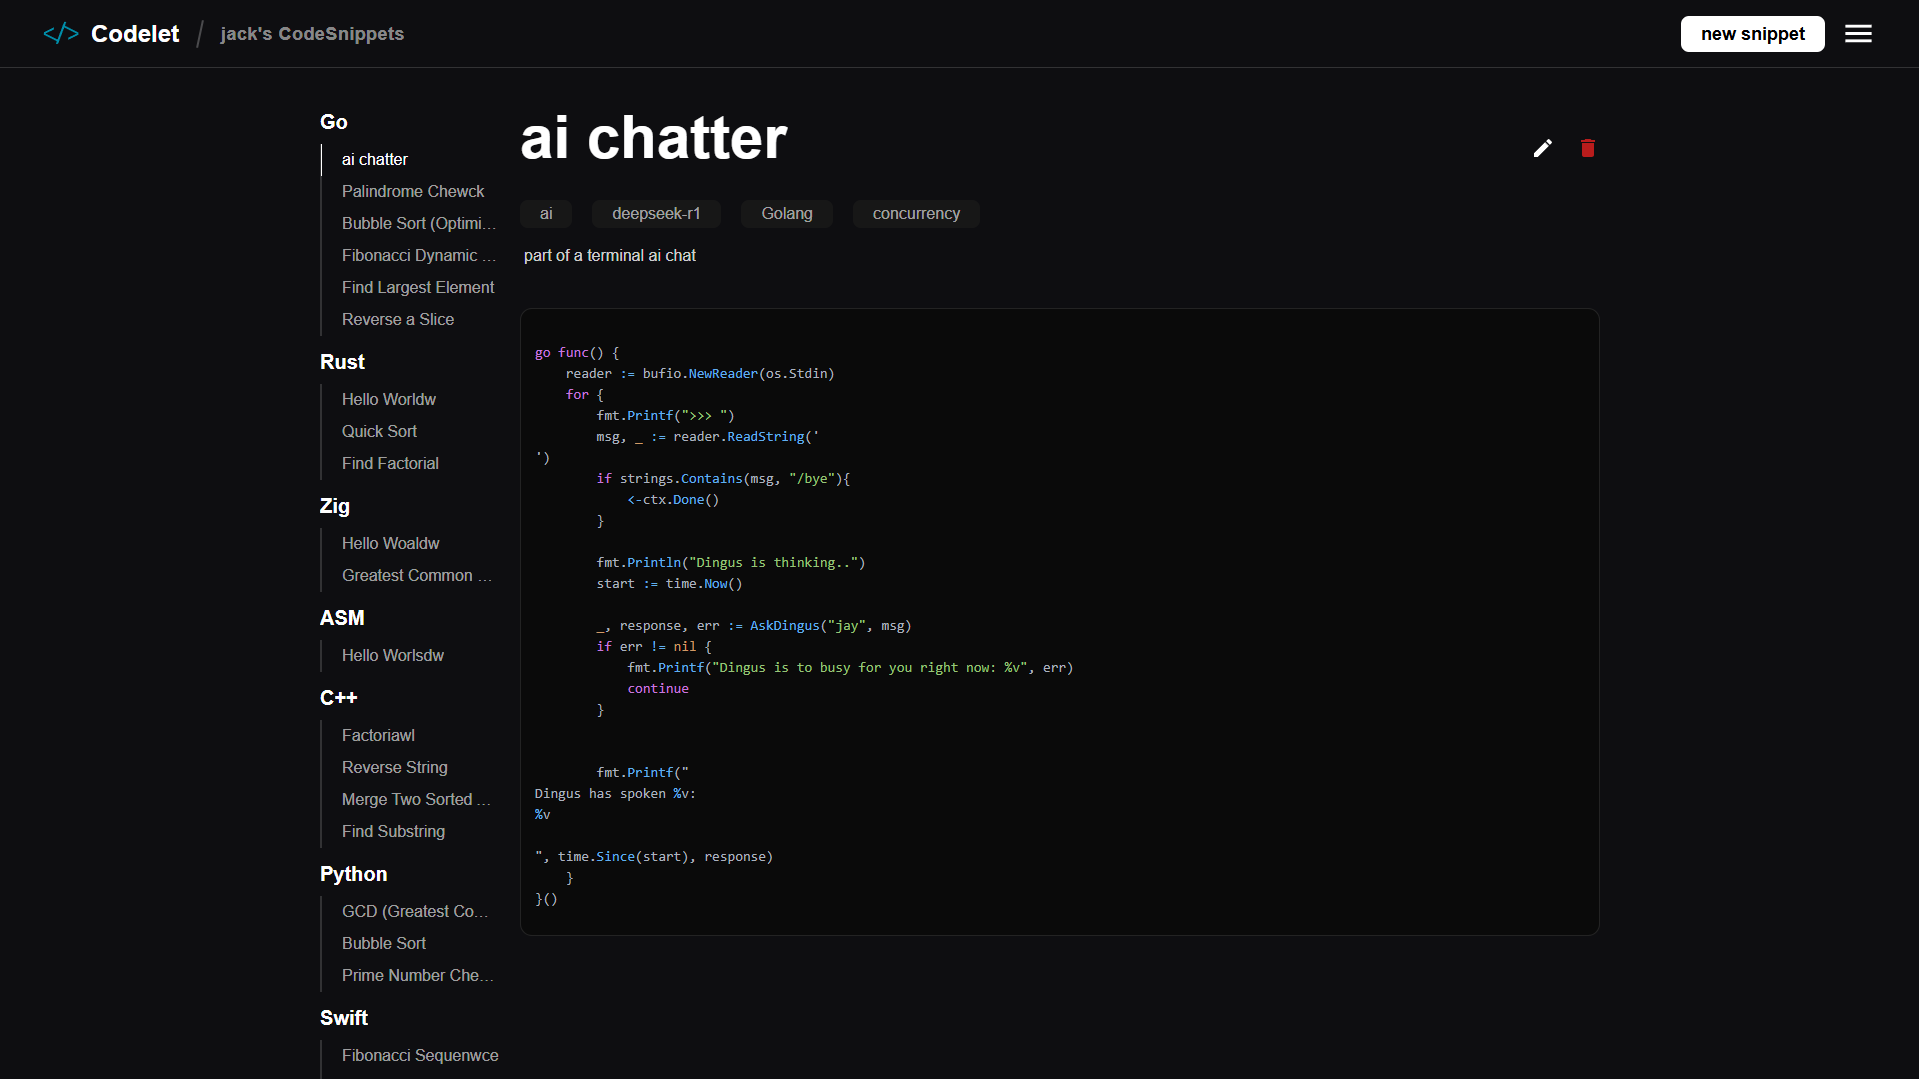 </> Codelet / jack's CodeSnippets
new snippet
Go
ai chatter
Palindrome Chewck
Bubble Sort (Optimi...
Fibonacci Dynamic ...
Find Largest Element
Reverse a Slice
Rust
Hello Worldw
Quick Sort
Find Factorial
Zig
Hello Woaldw
Greatest Common ...
ASM
Hello Worlsdw
C++
Factoriawl
Reverse String
Merge Two Sorted ...
Find Substring
Python
GCD (Greatest Co...
Bubble Sort
Prime Number Che...
Swift
Fibonacci Sequenwce
ai chatter
ai deepseek-r1 Golang concurrency
part of a terminal ai chat
go func() {
    reader := bufio.NewReader(os.Stdin)
    for {
        fmt.Printf(">>> ")
        msg, _ := reader.ReadString('
')
        if strings.Contains(msg, "/bye"){
            <-ctx.Done()
        }

        fmt.Println("Dingus is thinking..")
        start := time.Now()

        _, response, err := AskDingus("jay", msg)
        if err != nil {
            fmt.Printf("Dingus is to busy for you right now: %v", err)
            continue
        }


        fmt.Printf("
Dingus has spoken %v:
%v

", time.Since(start), response)
    }
}()